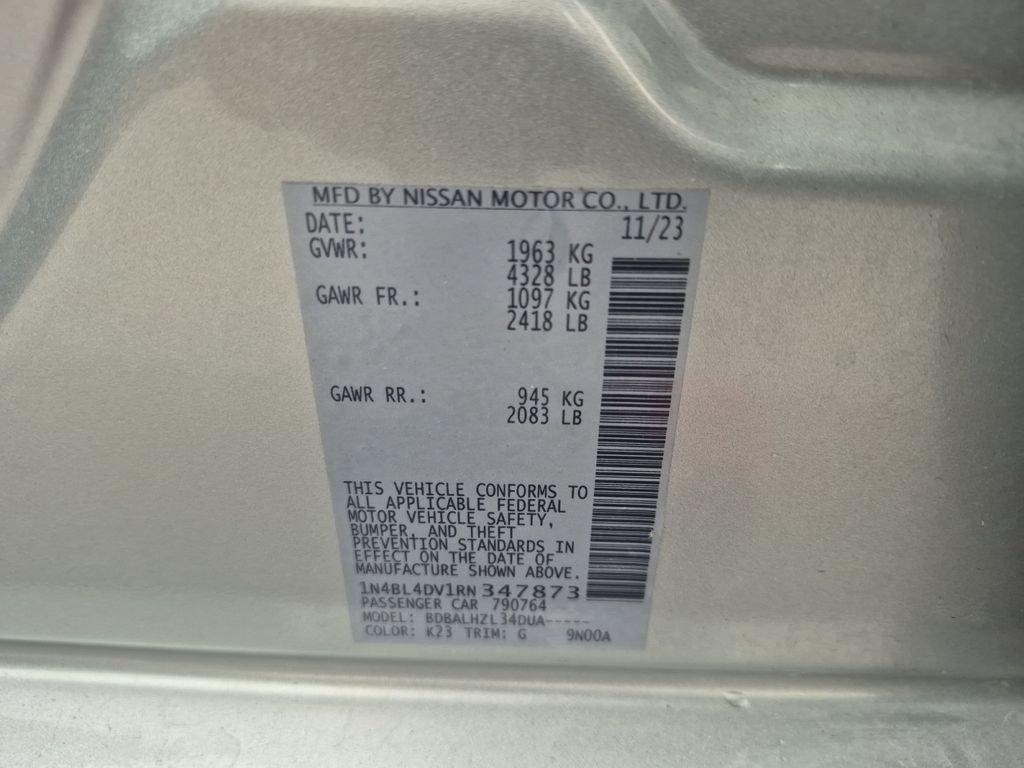 MFD BY NISSAN MOTOR CO., LTD.
DATE: 11/23
GVWR: 1963 KG
4328 LB
GAWR FR.: 1097 KG
2418 LB
GAWR RR.: 945 KG
2083 LB
THIS VEHICLE CONFORMS TO
ALL APPLICABLE FEDERAL
MOTOR VEHICLE SAFETY,
BUMPER, AND THEFT
PREVENTION STANDARDS IN
EFFECT ON THE DATE OF
MANUFACTURE SHOWN ABOVE.
1N4BL4DV1RN347873
PASSENGER CAR 790764
MODEL: BDBALHZL34DUA-----
COLOR: K23 TRIM: G 9N00A